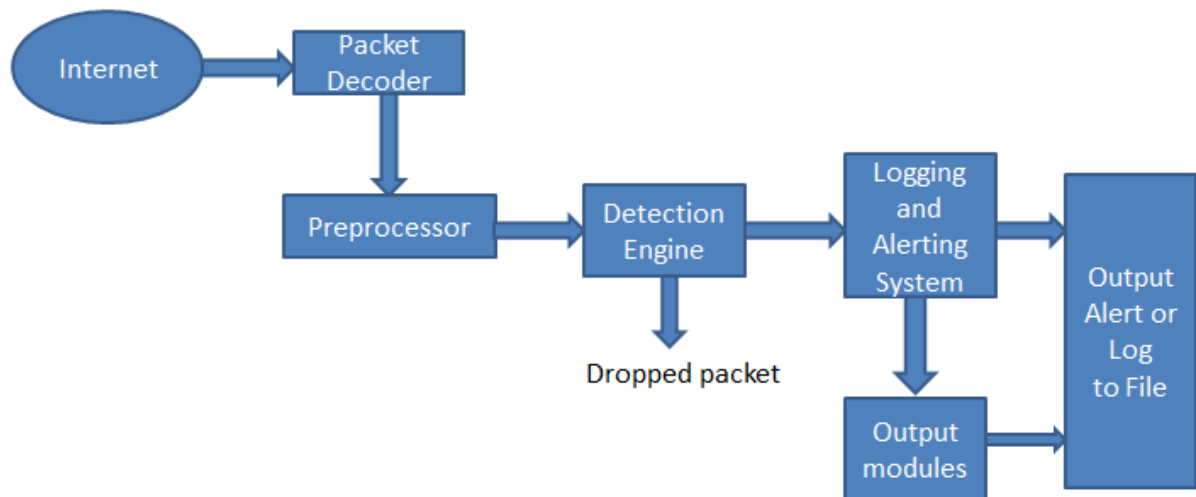 Internet
Packet
Decoder
Preprocessor
Detection
Engine
Dropped packet
Logging
and
Alerting
System
Output
modules
Output
Alert or
Log
to File